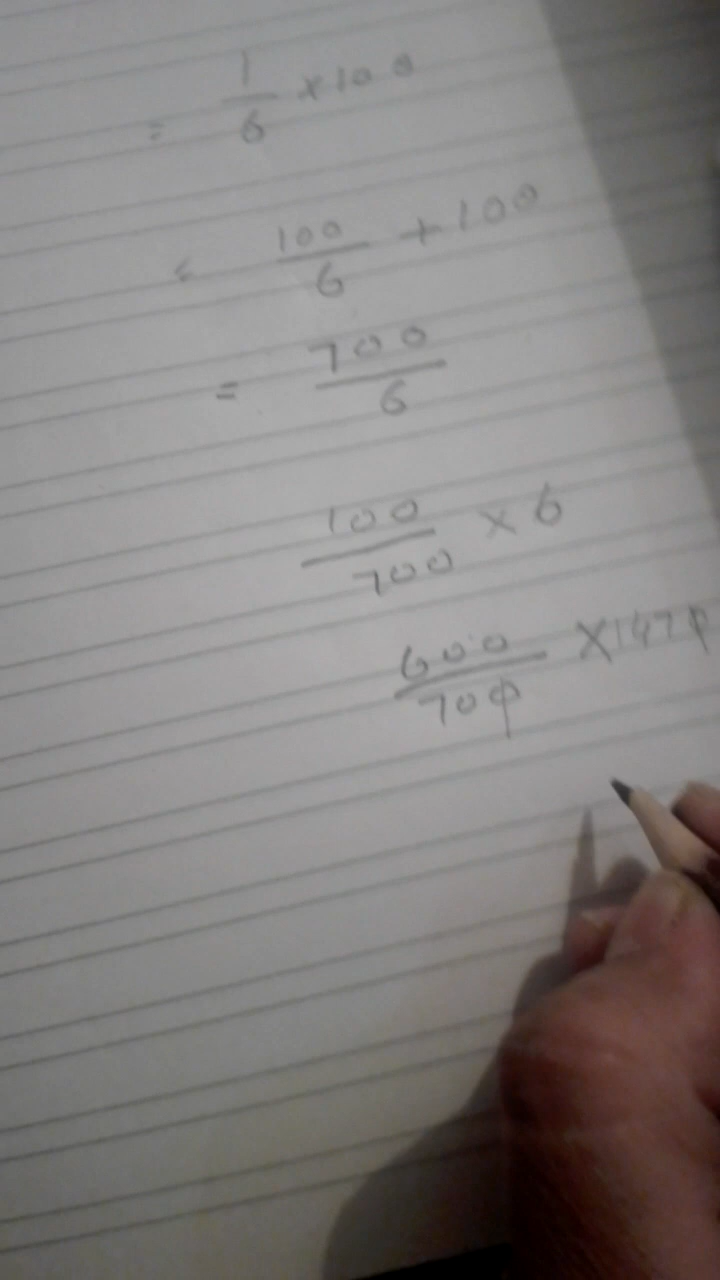 = 1/6 × 100
= 100/6 + 100
= 700/6
100/700 × 6
600/700 × 1470